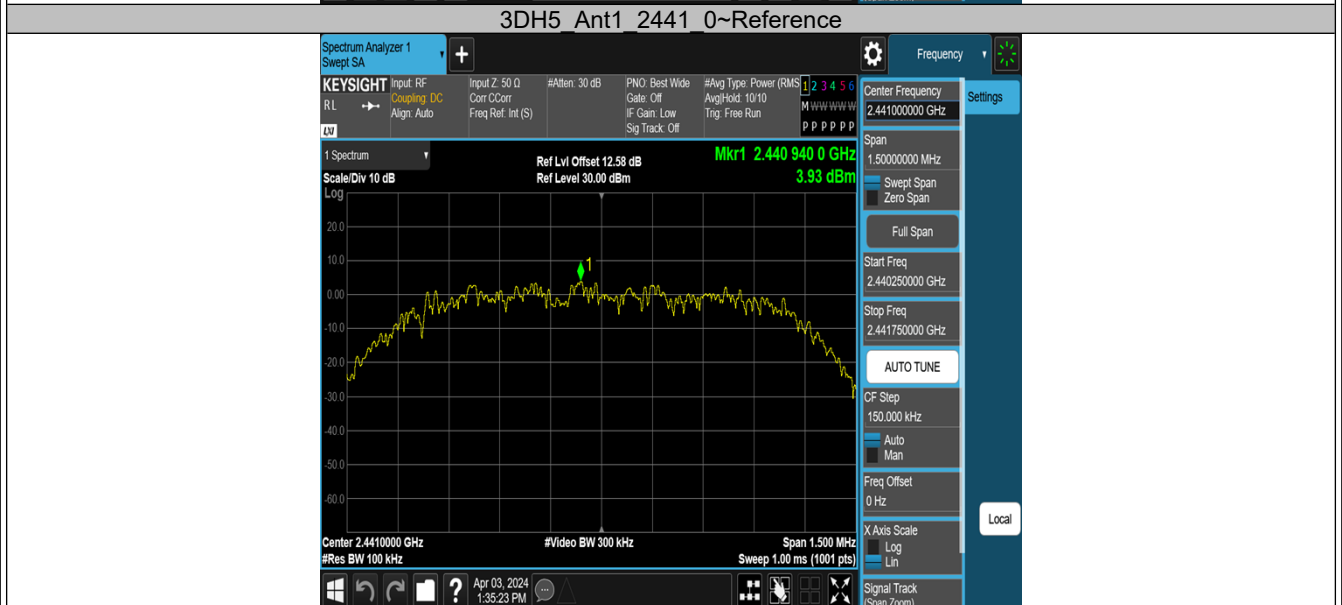 3DH5_Ant1_2441_0~Reference
Spectrum Analyzer 1
Swept SA
+
Frequency
KEYSIGHT
RL
LXI
Input: RF
Coupling: DC
Align: Auto
Input Z: 50 Ω
Corr CCorr
Freq Ref: Int (S)
#Atten: 30 dB
PNO: Best Wide
Gate: Off
IF Gain: Low
Sig Track: Off
#Avg Type: Power (RMS
Avg|Hold: 10/10
Trig: Free Run
1 2 3 4 5 6
M W W W W W
P P P P P P
Center Frequency
2.441000000 GHz
Settings
1 Spectrum
Scale/Div 10 dB
Ref Lvl Offset 12.58 dB
Ref Level 30.00 dBm
Mkr1 2.440 940 0 GHz
3.93 dBm
Log
20.0
10.0
0.00
-10.0
-20.0
-30.0
-40.0
-50.0
-60.0
1
Span
1.50000000 MHz
Swept Span
Zero Span
Full Span
Start Freq
2.440250000 GHz
Stop Freq
2.441750000 GHz
AUTO TUNE
CF Step
150.000 kHz
Auto
Man
Freq Offset
0 Hz
X Axis Scale
Log
Lin
Signal Track
(Span Zoom)
Local
Center 2.4410000 GHz
#Res BW 100 kHz
#Video BW 300 kHz
Span 1.500 MHz
Sweep 1.00 ms (1001 pts)
?
Apr 03, 2024
1:35:23 PM